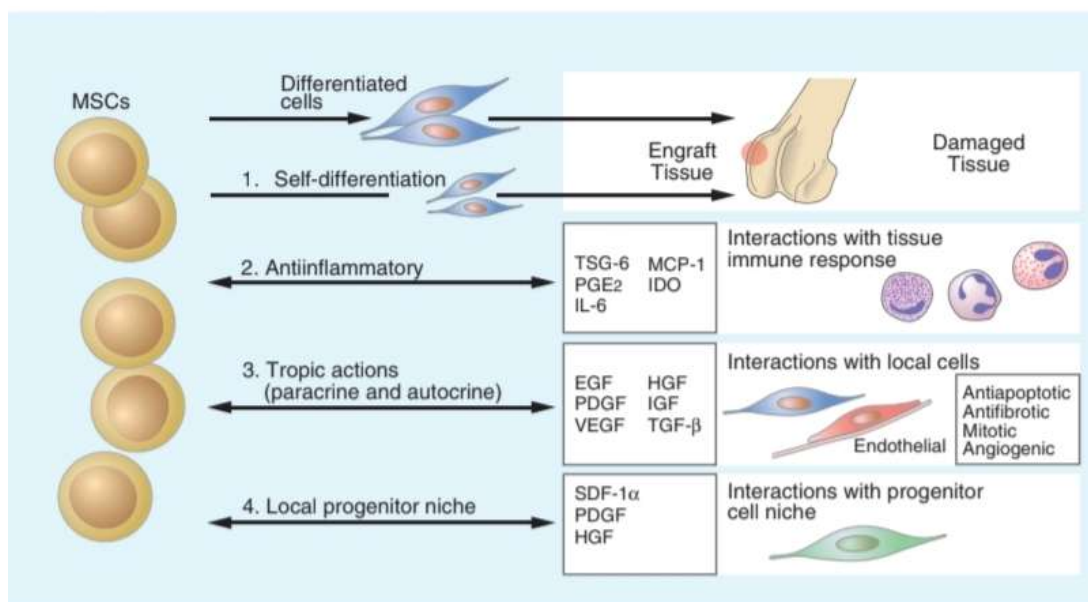 MSCs
Differentiated
cells
Engraft
Tissue
Damaged
Tissue
1. Self-differentiation
2. Antiinflammatory
TSG-6 MCP-1
PGE2 IDO
IL-6
Interactions with tissue
immune response
3. Tropic actions
(paracrine and autocrine)
EGF HGF
PDGF IGF
VEGF TGF-β
Interactions with local cells
Endothelial
Antiapoptotic
Antifibrotic
Mitotic
Angiogenic
4. Local progenitor niche
SDF-1α
PDGF
HGF
Interactions with progenitor
cell niche